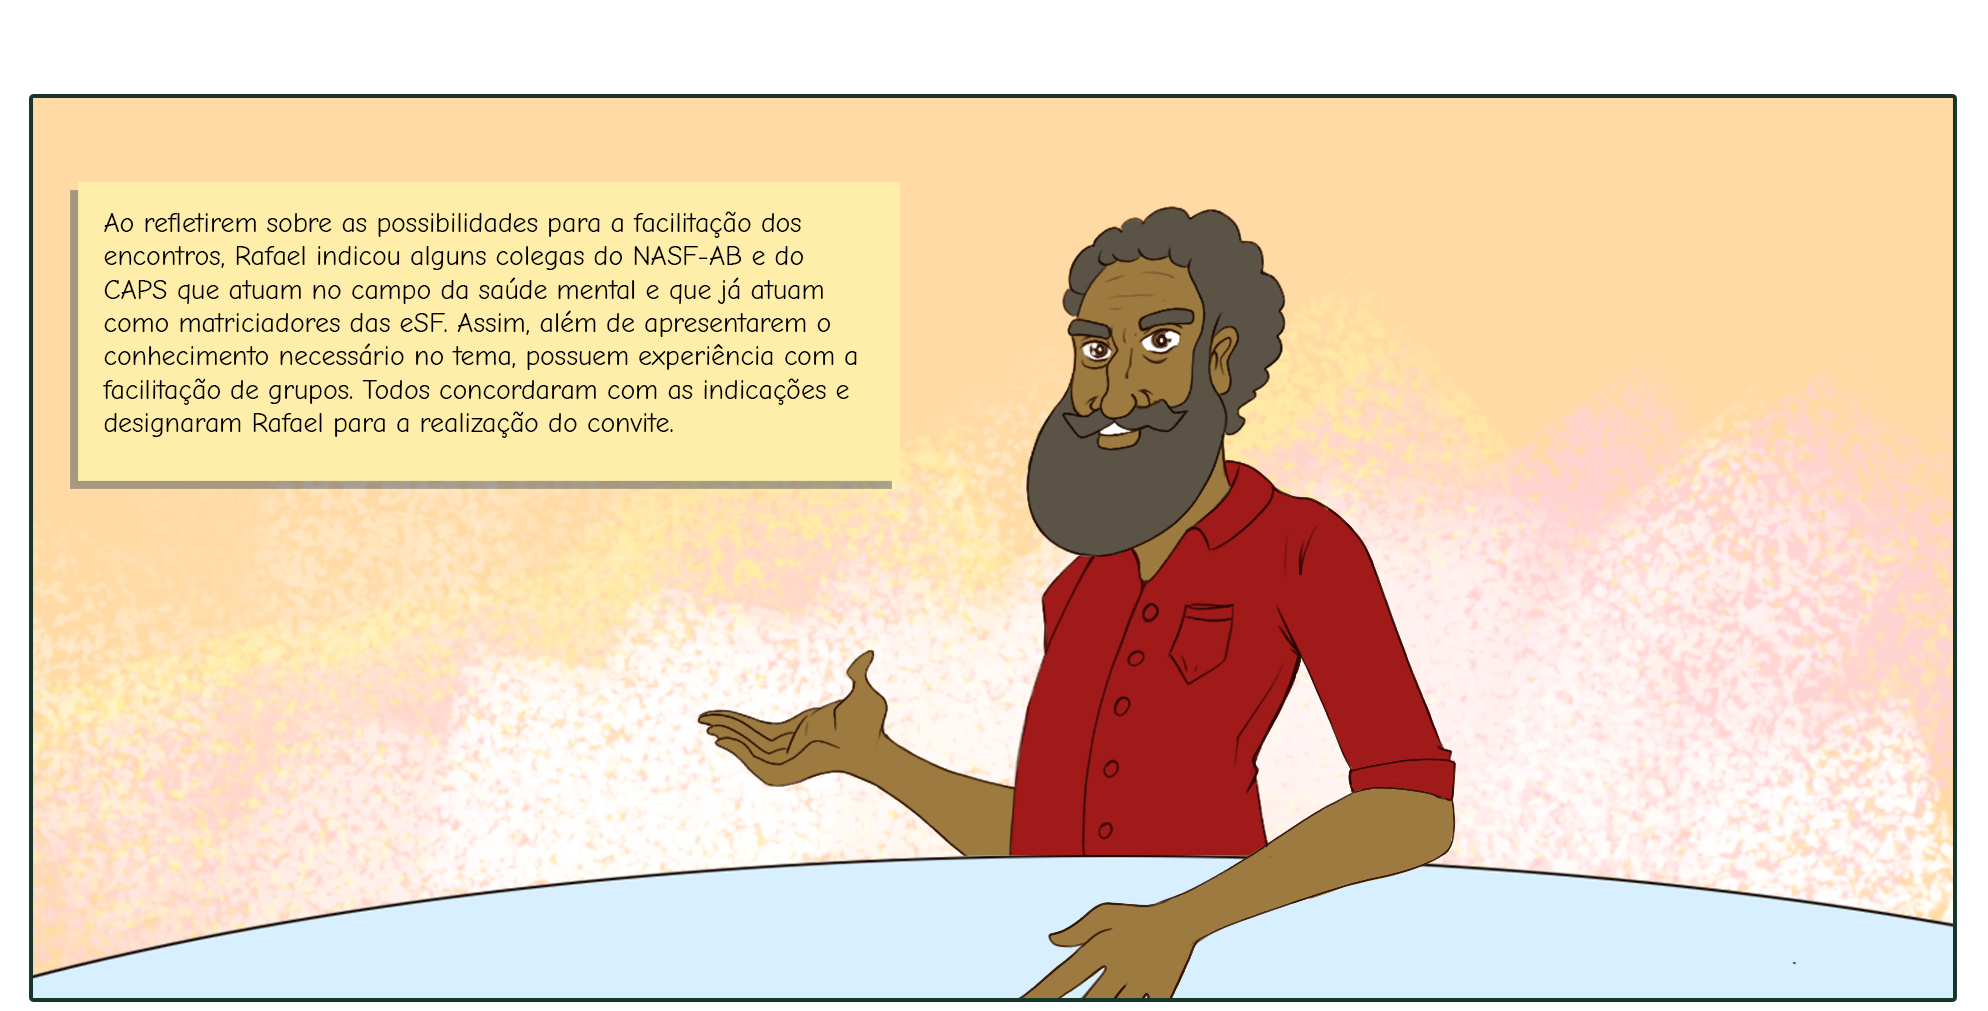 Ao refletirem sobre as possibilidades para a facilitação dos
encontros, Rafael indicou alguns colegas do NASF-AB e do
CAPS que atuam no campo da saúde mental e que já atuam
como matriciadores das eSF. Assim, além de apresentarem o
conhecimento necessário no tema, possuem experiência com a
facilitação de grupos. Todos concordaram com as indicações e
designaram Rafael para a realização do convite.